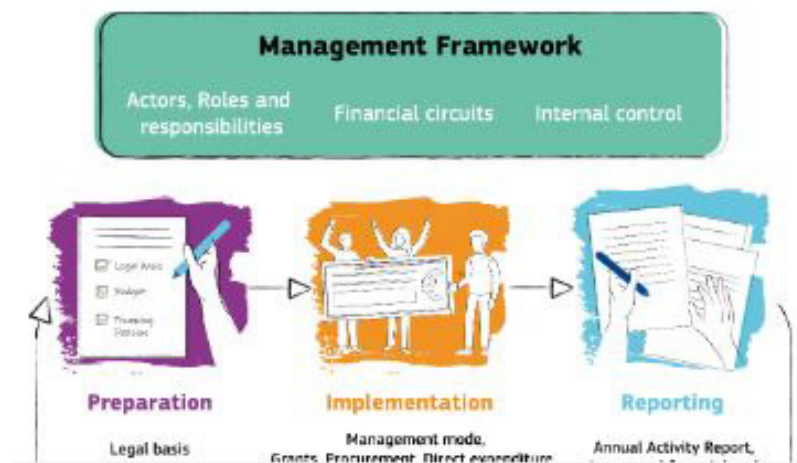 Management Framework
Actors, Roles and
responsibilities
Financial circuits
Internal control
Legal Basis
Budget
Financing
Decision
Preparation
Implementation
Reporting
Legal basis
Management mode,
Grants, Procurement, Direct expenditure
Annual Activity Report,